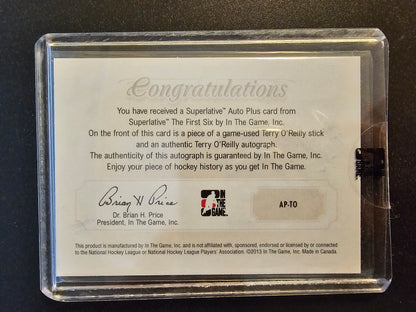 Congratulations
You have received a Superlative™ Auto Plus card from
Superlative™ The First Six by In The Game, Inc.
On the front of this card is a piece of game-used Terry O'Reilly stick
and an authentic Terry O'Reilly autograph.
The authenticity of this autograph is guaranteed by In The Game, Inc.
Enjoy your piece of hockey history as you get In The Game.
Brian H Price
Dr. Brian H. Price
President, In The Game, Inc.
IN
THE
GAME
AP-TO
This product is manufactured by In The Game, Inc. and is not affiliated with, sponsored, endorsed or licensed by or connected
to the National Hockey League or National Hockey League Players' Association. ©2013 In The Game, Inc. Made in Canada.